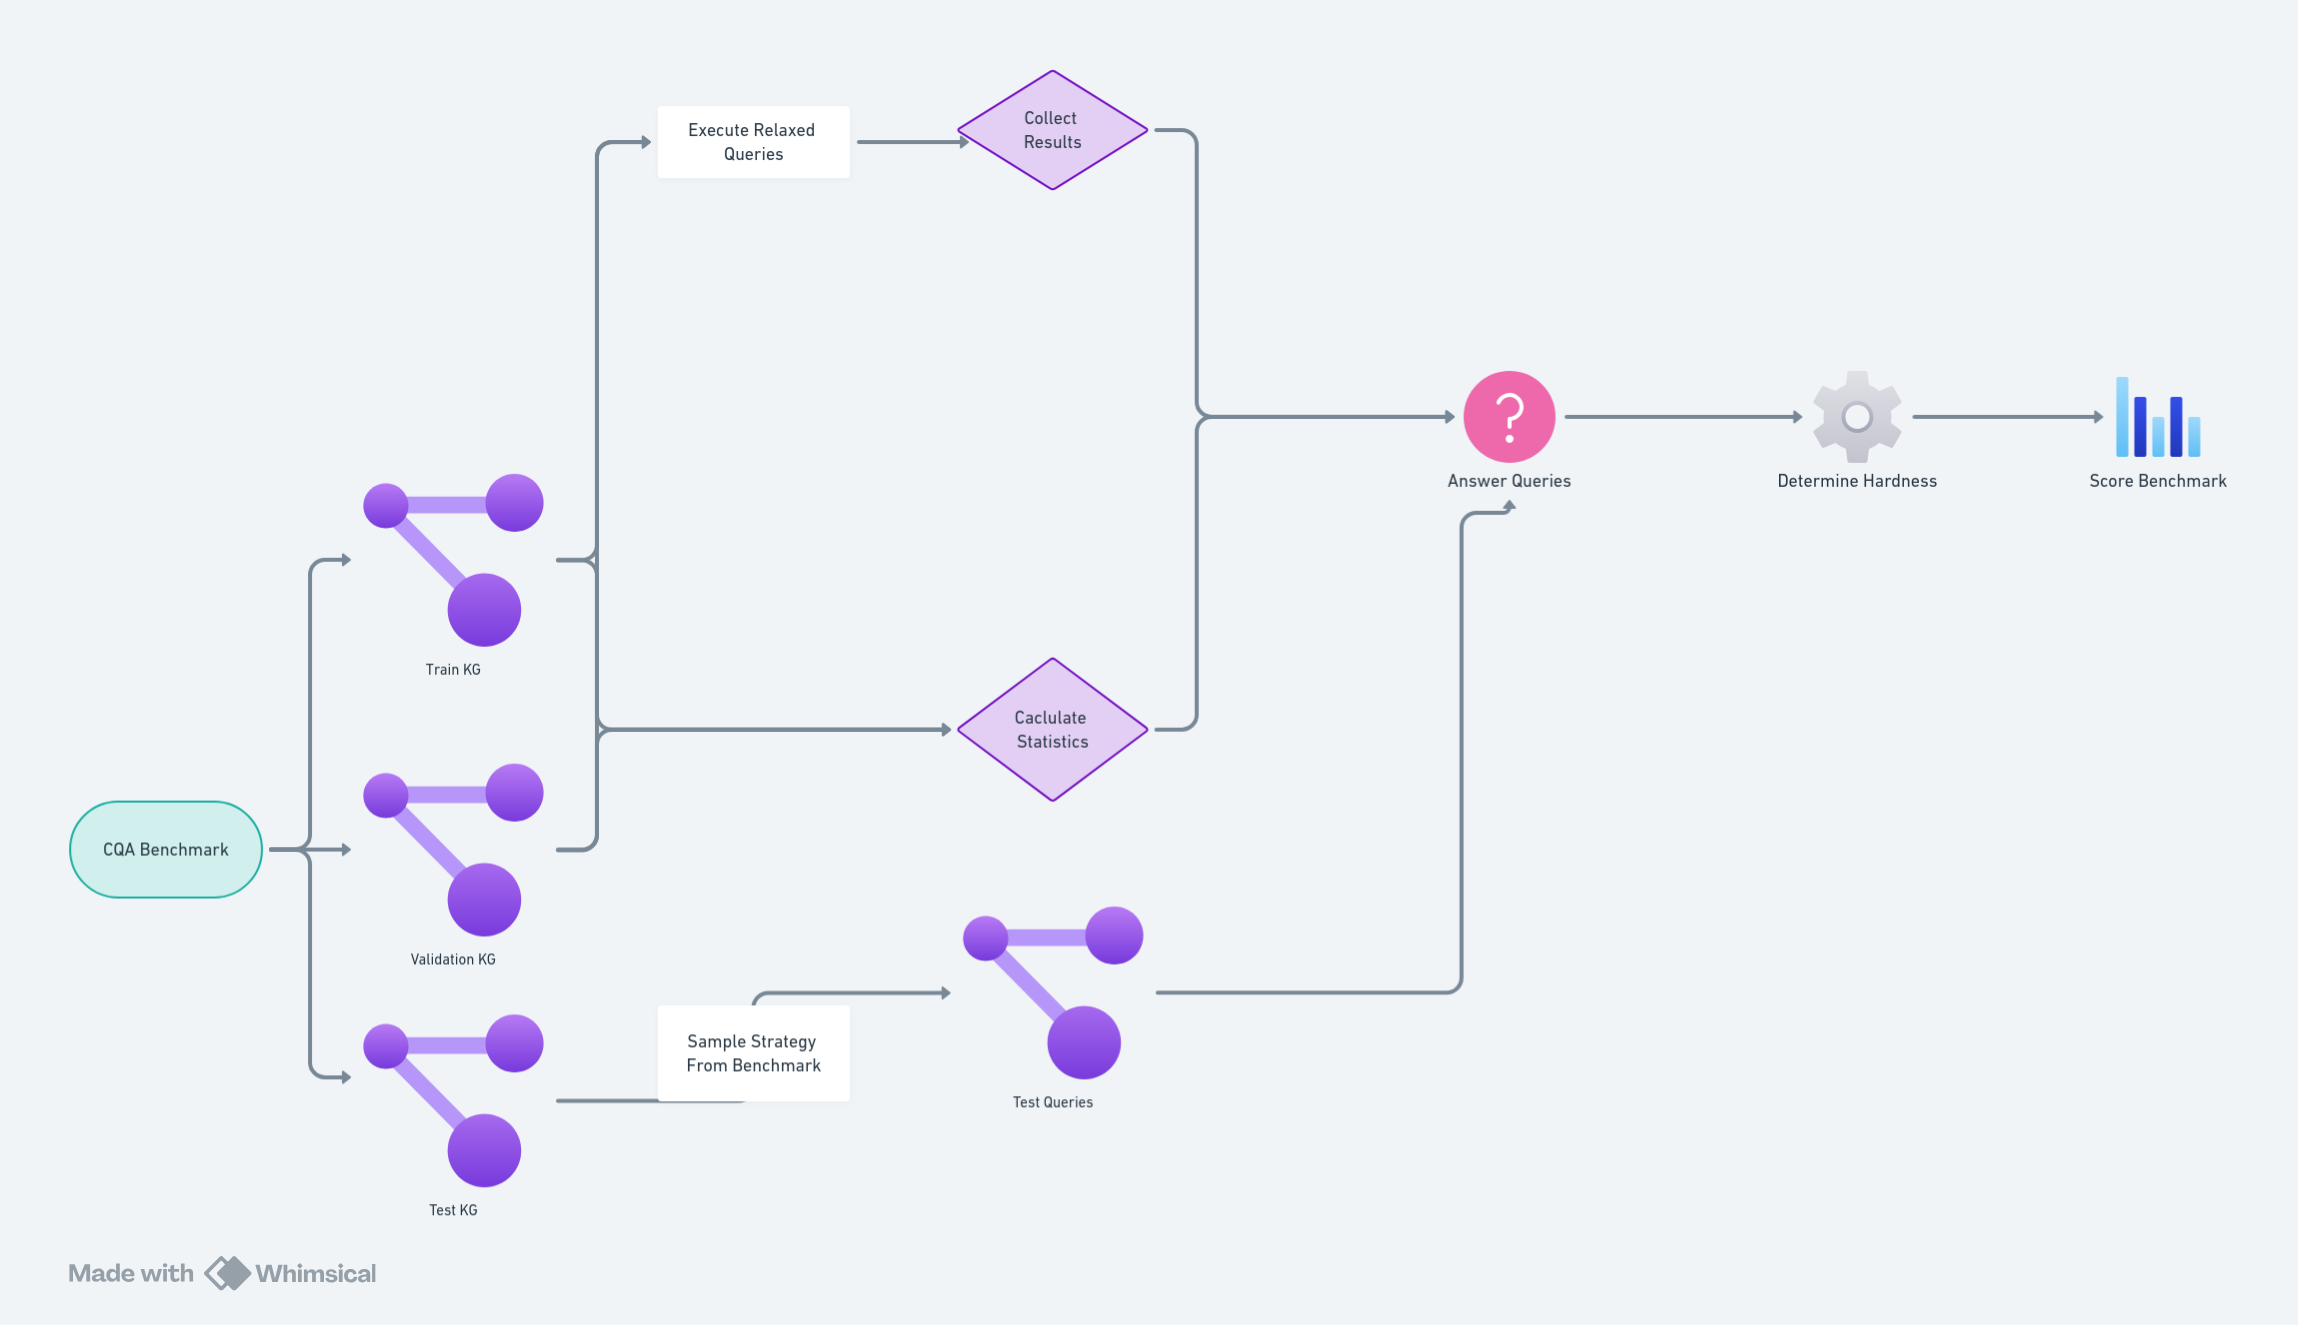 Execute Relaxed
Queries
Collect
Results
Answer Queries
Determine Hardness
Score Benchmark
Train KG
Caclulate
Statistics
CQA Benchmark
Validation KG
Sample Strategy
From Benchmark
Test Queries
Test KG
Made with Whimsical